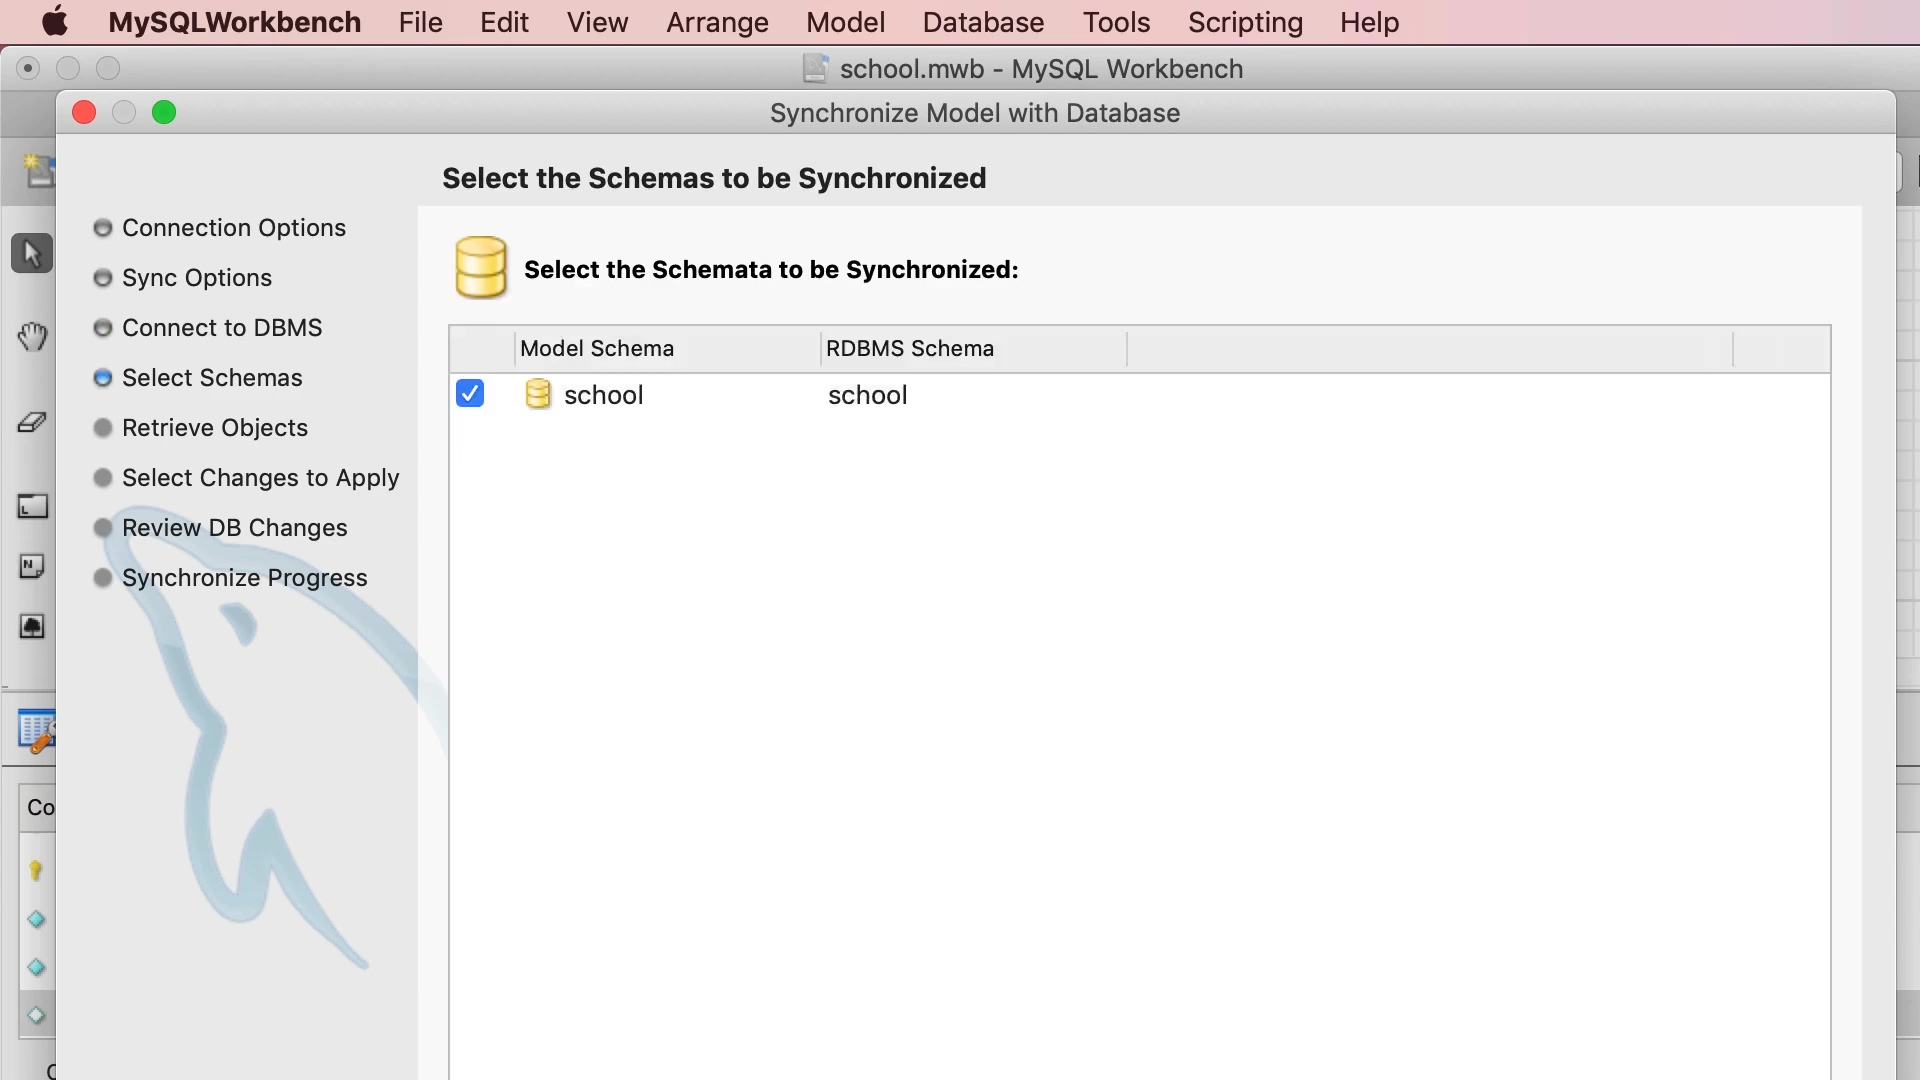 MySQLWorkbench File Edit View Arrange Model Database Tools Scripting Help
school.mwb - MySQL Workbench
Synchronize Model with Database
Select the Schemas to be Synchronized
Connection Options
Sync Options
Connect to DBMS
Select Schemas
Retrieve Objects
Select Changes to Apply
Review DB Changes
Synchronize Progress
Select the Schemata to be Synchronized:
Model Schema RDBMS Schema
school school
N
Co